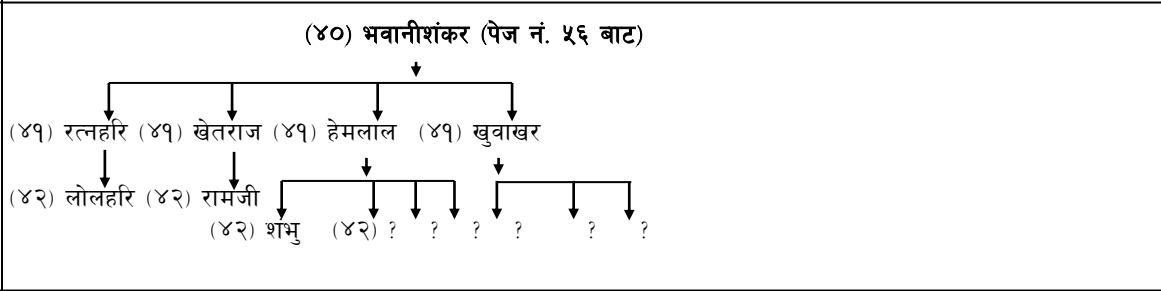 (४०) भवानीशंकर (पेज नं. ५६ बाट)
(४१) रत्नहरि (४१) खेतराज (४१) हेमलाल (४१) खुवाखर
(४२) लोलहरि (४२) रामजी
(४२) शंभु (४२) ? ? ? ? ? ?